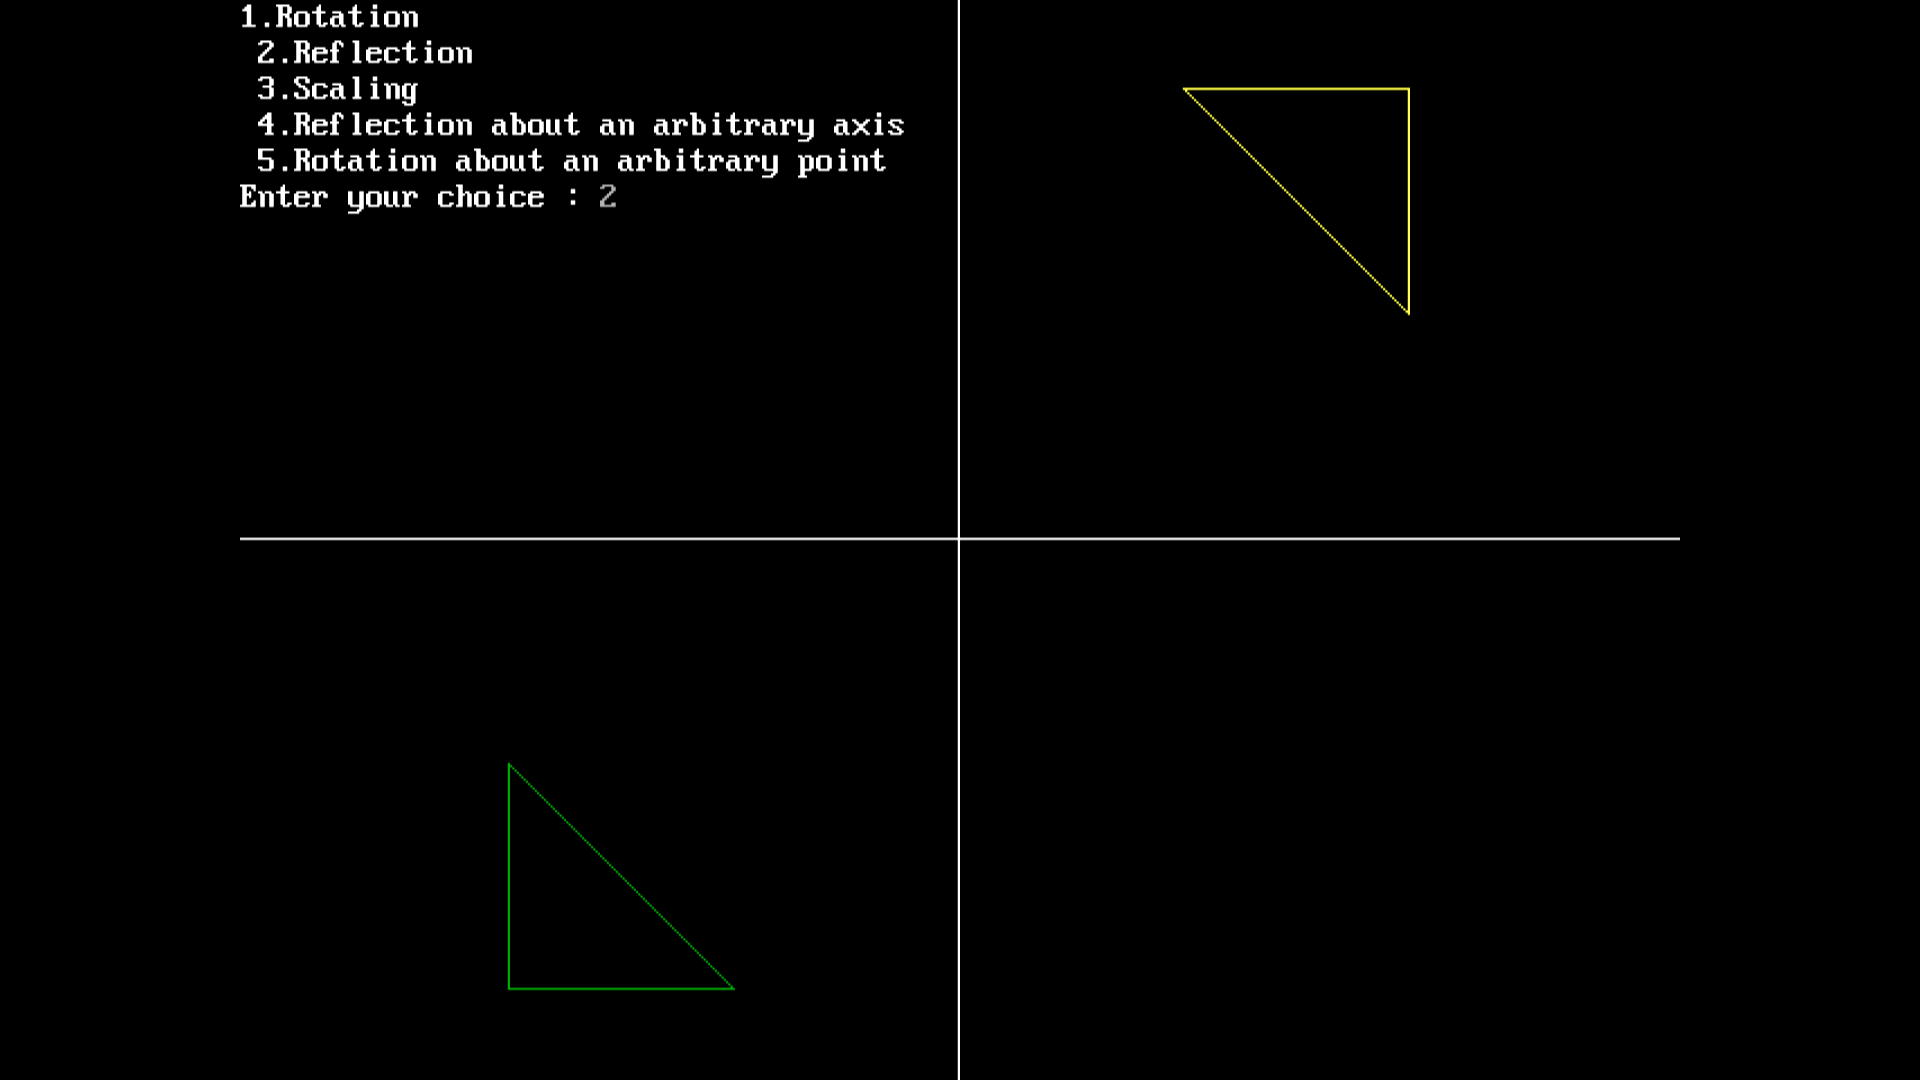 1.Rotation
2.Reflection
3.Scaling
4.Reflection about an arbitrary axis
5.Rotation about an arbitrary point
Enter your choice : 2